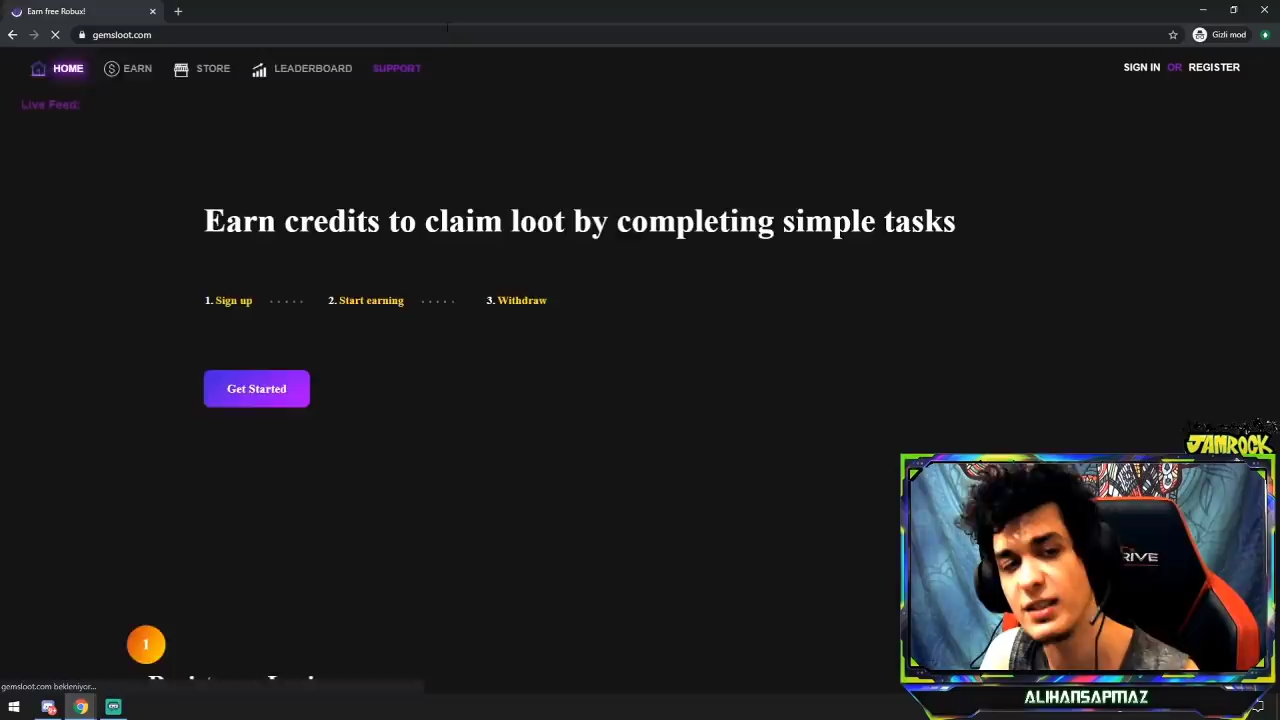 Earn free Robux!
gemsloot.com
Gizli mod
HOME
EARN
STORE
LEADERBOARD
SUPPORT
SIGN IN OR REGISTER
Live Feed:
Earn credits to claim loot by completing simple tasks
1. Sign up
2. Start earning
3. Withdraw
Get Started
JAMROCK
RIVE
1
gemsloot.com bekleniyor...
ALIHANSAPMAZ